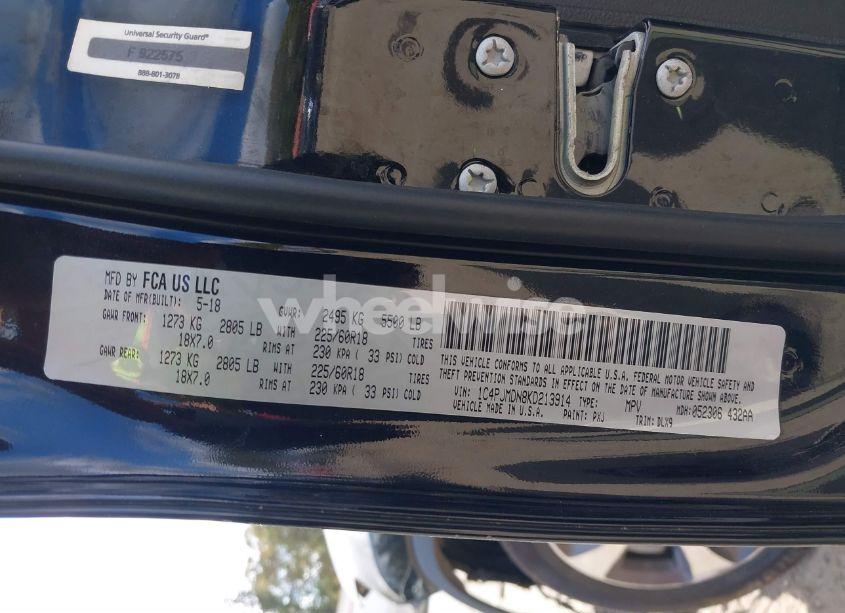 Universal Security Guard®
F 922575
888-801-3078
MFD BY FCA US LLC
DATE OF MFR(BUILT): 5-18 GVWR: 2495 KG 5500 LB
GAWR FRONT: 1273 KG 2805 LB WITH 225/60R18 TIRES
18X7.0 RIMS AT 230 KPA ( 33 PSI) COLD
GAWR REAR: 1273 KG 2805 LB WITH 225/60R18 TIRES
18X7.0 RIMS AT 230 KPA ( 33 PSI) COLD
THIS VEHICLE CONFORMS TO ALL APPLICABLE U.S.A. FEDERAL MOTOR VEHICLE SAFETY AND
THEFT PREVENTION STANDARDS IN EFFECT ON THE DATE OF MANUFACTURE SHOWN ABOVE.
VIN: 1C4PJMDN8KD213914 TYPE: MPV MDH: 052306 432AA
VEHICLE MADE IN U.S.A. PAINT: PXJ TRIM: DLX9
wheelwise